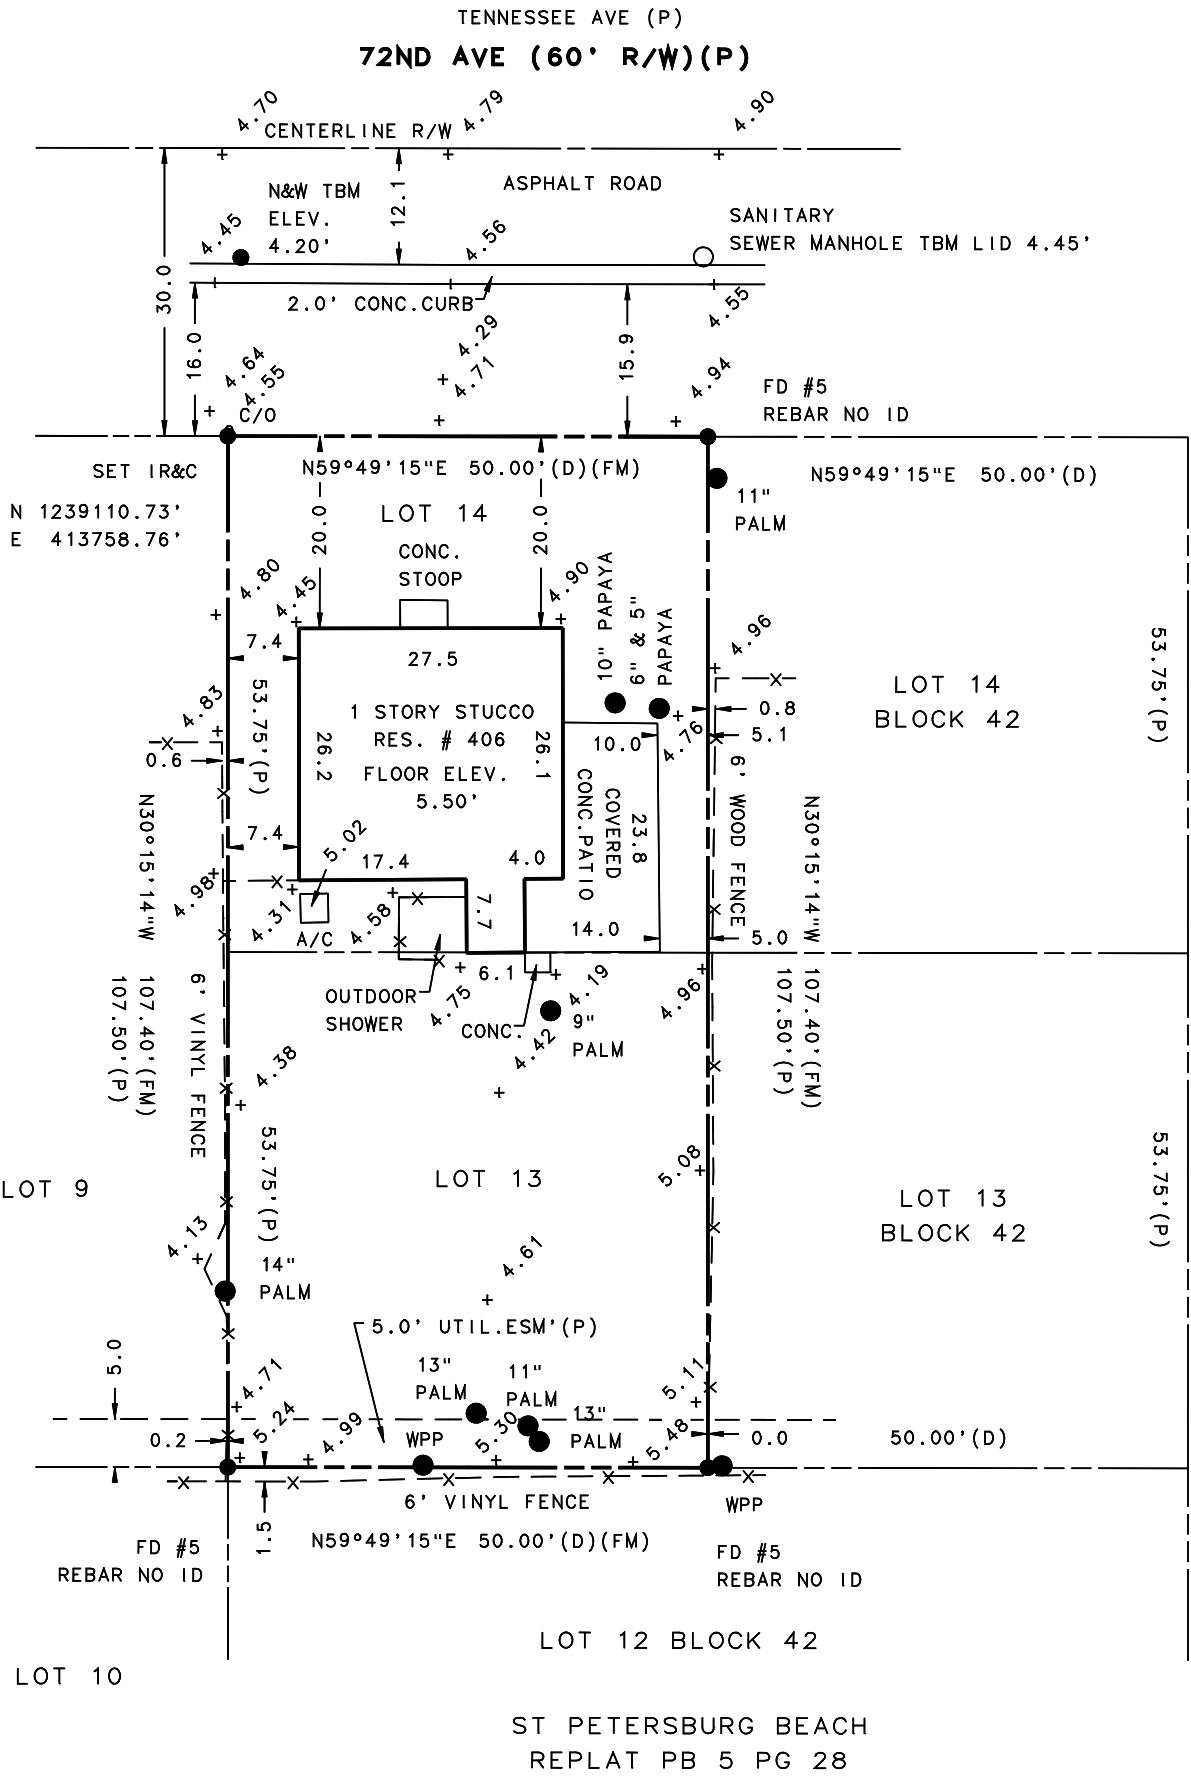 TENNESSEE AVE (P)
72ND AVE (60' R/W)(P)
4.70
4.79
4.90
CENTERLINE R/W
ASPHALT ROAD
N&W TBM
ELEV.
4.20'
12.1
4.45
4.56
SANITARY
SEWER MANHOLE TBM LID 4.45'
30.0
2.0' CONC.CURB
4.55
16.0
15.9
4.29
4.71
4.64
4.55
4.94
C/O
FD #5
REBAR NO ID
SET IR&C
N59°49'15"E 50.00'(D)(FM)
N59°49'15"E 50.00'(D)
N 1239110.73'
E 413758.76'
20.0
LOT 14
20.0
11"
PALM
CONC.
STOOP
4.80
4.45
4.90
10" PAPAYA
6" & 5"
PAPAYA
4.96
7.4
27.5
53.75'(P)
53.75'(P)
4.83
LOT 14
BLOCK 42
1 STORY STUCCO
RES. # 406
FLOOR ELEV.
5.50'
26.2
26.1
0.8
10.0
4.76
5.1
0.6
6' WOOD FENCE
COVERED
CONC.PATIO
23.8
N30°15'14"W
107.40'(FM)
107.50'(P)
N30°15'14"W
107.40'(FM)
107.50'(P)
7.4
5.02
17.4
4.0
4.98
4.31
A/C
4.58
7.7
14.0
5.0
6.1
OUTDOOR
SHOWER
4.75
CONC.
4.19
4.42
9"
PALM
4.96
6' VINYL FENCE
4.38
53.75'(P)
53.75'(P)
5.08
LOT 9
LOT 13
LOT 13
BLOCK 42
4.13
4.61
14"
PALM
5.0' UTIL.ESM'(P)
5.0
13"
PALM
11"
PALM
5.11
4.71
5.24
4.99
5.30
13"
PALM
5.48
0.2
WPP
0.0
50.00'(D)
6' VINYL FENCE
WPP
1.5
N59°49'15"E 50.00'(D)(FM)
FD #5
REBAR NO ID
FD #5
REBAR NO ID
LOT 12 BLOCK 42
LOT 10
ST PETERSBURG BEACH
REPLAT PB 5 PG 28